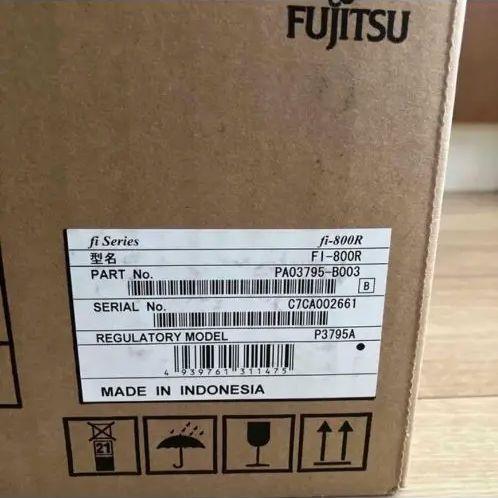 FUJITSU
fi Series fi-800R
型名 FI-800R
PART No. PA03795-B003
B
SERIAL No. C7CA002661
REGULATORY MODEL P3795A
4 939761 311475
MADE IN INDONESIA
21